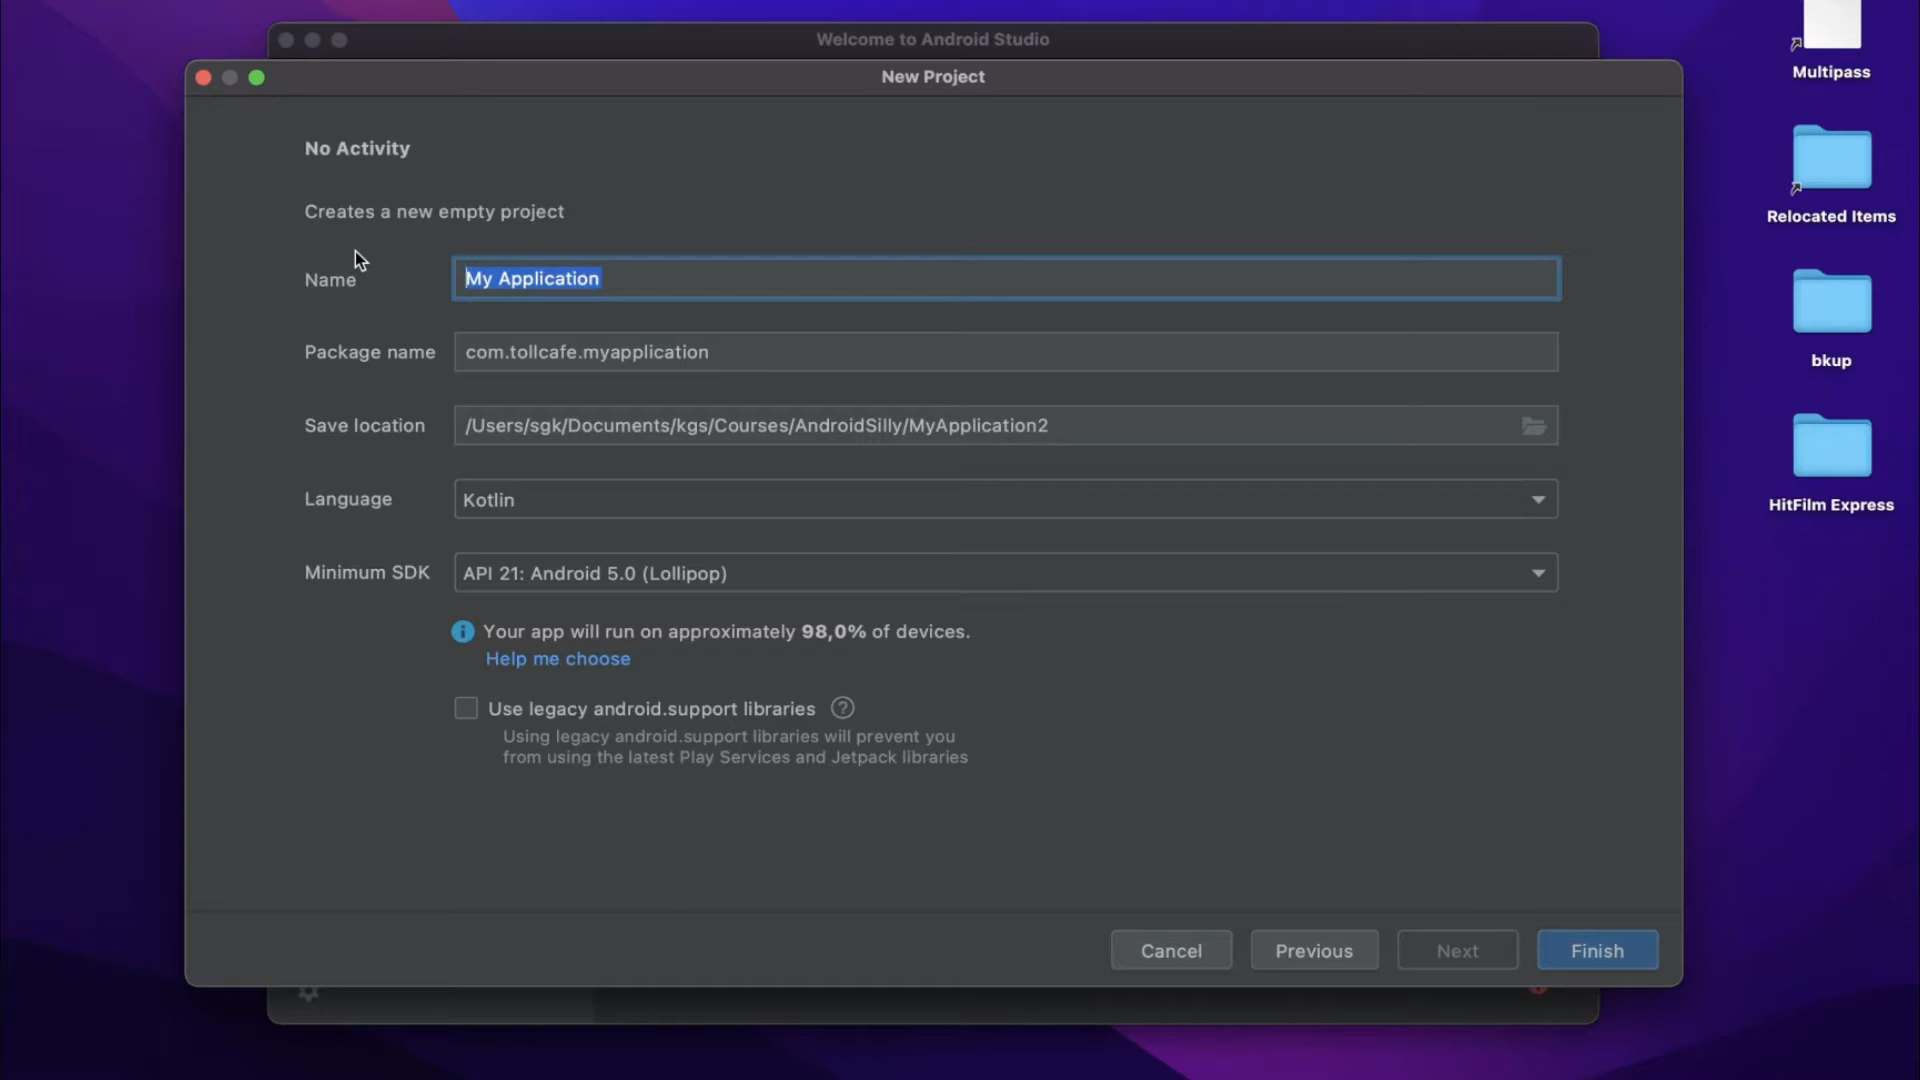 Welcome to Android Studio
New Project
Multipass
No Activity
Creates a new empty project
Relocated Items
Name
My Application
Package name
com.tollcafe.myapplication
bkup
Save location
/Users/sgk/Documents/kgs/Courses/AndroidSilly/MyApplication2
Language
Kotlin
HitFilm Express
Minimum SDK
API 21: Android 5.0 (Lollipop)
Your app will run on approximately 98,0% of devices.
Help me choose
Use legacy android.support libraries
Using legacy android.support libraries will prevent you
from using the latest Play Services and Jetpack libraries
Cancel
Previous
Next
Finish